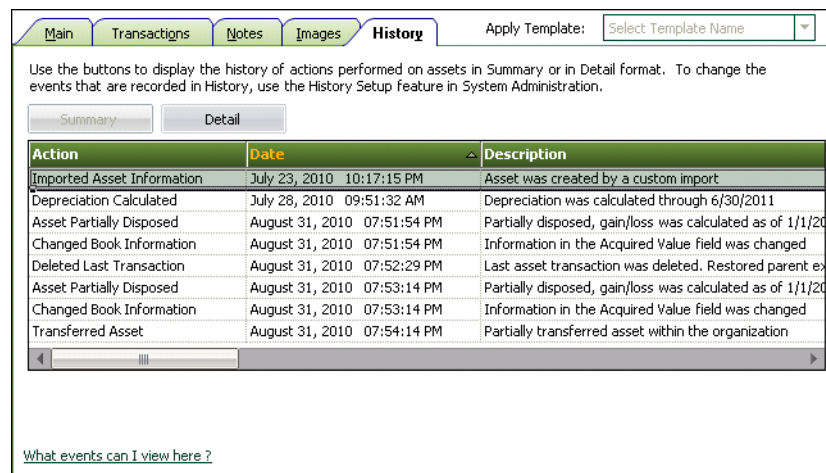 Main Transactions Notes Images History Apply Template: Select Template Name
Use the buttons to display the history of actions performed on assets in Summary or in Detail format. To change the
events that are recorded in History, use the History Setup feature in System Administration.
Summary Detail
Action Date Description
Imported Asset Information July 23, 2010 10:17:15 PM Asset was created by a custom import
Depreciation Calculated July 28, 2010 09:51:32 AM Depreciation was calculated through 6/30/2011
Asset Partially Disposed August 31, 2010 07:51:54 PM Partially disposed, gain/loss was calculated as of 1/1/20
Changed Book Information August 31, 2010 07:51:54 PM Information in the Acquired Value field was changed
Deleted Last Transaction August 31, 2010 07:52:29 PM Last asset transaction was deleted. Restored parent ex
Asset Partially Disposed August 31, 2010 07:53:14 PM Partially disposed, gain/loss was calculated as of 1/1/20
Changed Book Information August 31, 2010 07:53:14 PM Information in the Acquired Value field was changed
Transferred Asset August 31, 2010 07:54:14 PM Partially transferred asset within the organization
What events can I view here ?